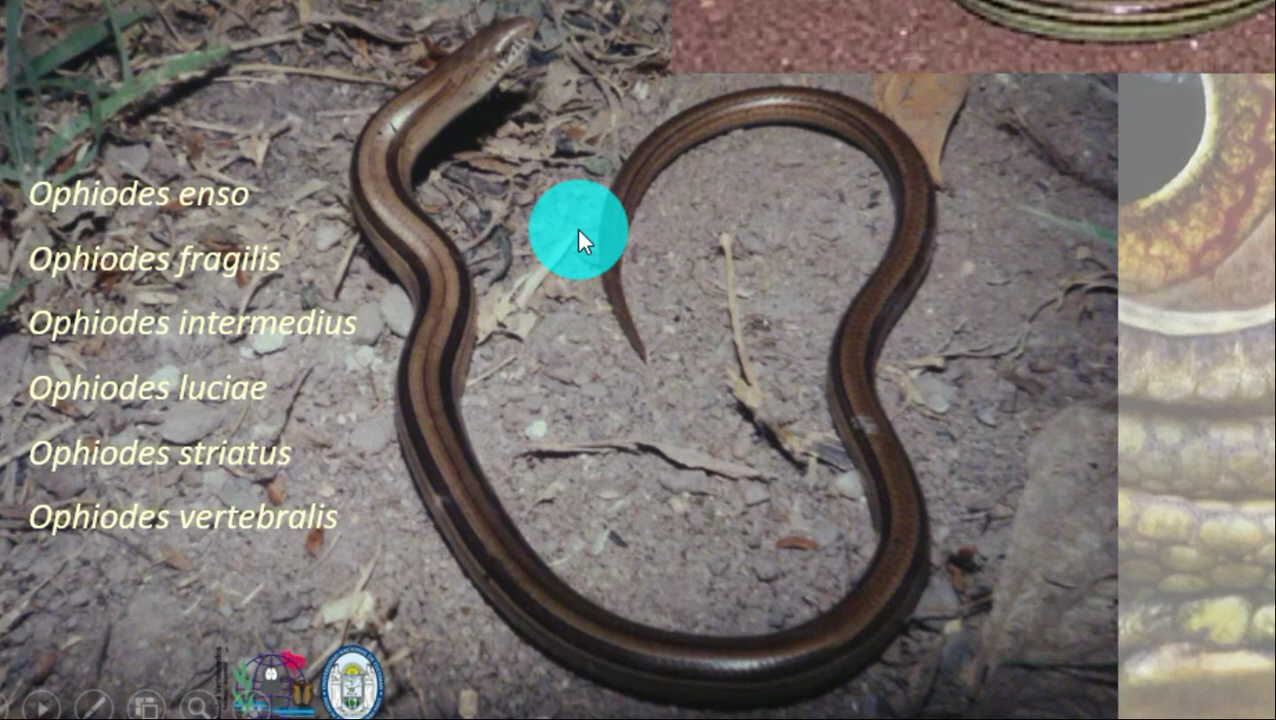 Ophiodes enso
Ophiodes fragilis
Ophiodes intermedius
Ophiodes luciae
Ophiodes striatus
Ophiodes vertebralis